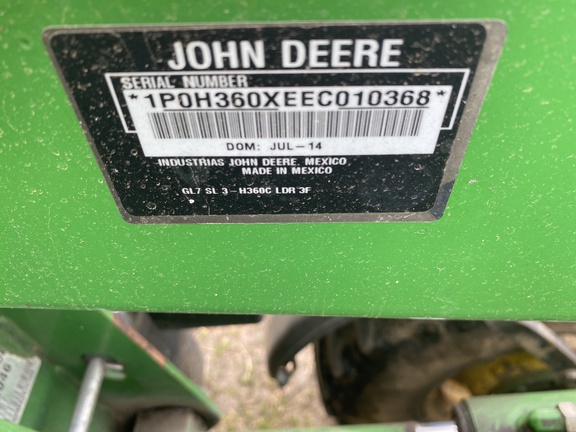 JOHN DEERE
SERIAL NUMBER
*1P0H360XEEC010368*
DOM: JUL-14
INDUSTRIAS JOHN DEERE, MEXICO
MADE IN MEXICO
GL7 SL 3 - H360C LDR 3F